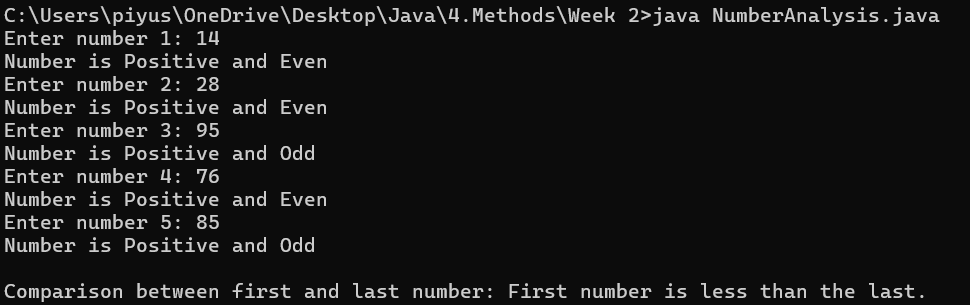 C:\Users\piyus\OneDrive\Desktop\Java\4.Methods\Week 2>java NumberAnalysis.java
Enter number 1: 14
Number is Positive and Even
Enter number 2: 28
Number is Positive and Even
Enter number 3: 95
Number is Positive and Odd
Enter number 4: 76
Number is Positive and Even
Enter number 5: 85
Number is Positive and Odd

Comparison between first and last number: First number is less than the last.